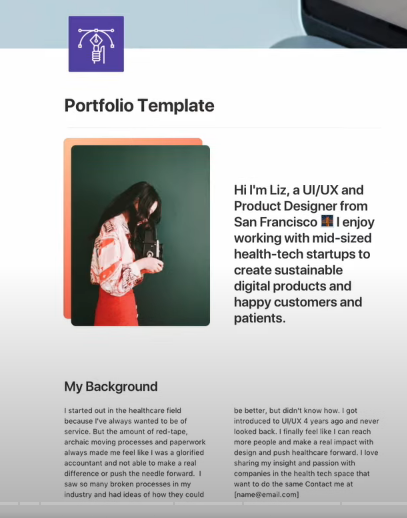 Portfolio Template
Hi I'm Liz, a UI/UX and
Product Designer from
San Francisco 🌉 I enjoy
working with mid-sized
health-tech startups to
create sustainable
digital products and
happy customers and
patients.
My Background
I started out in the healthcare field
because I've always wanted to be of
service. But the amount of red-tape,
archaic moving processes and paperwork
always made me feel like I was a glorified
accountant and not able to make a real
difference or push the needle forward. I
saw so many broken processes in my
industry and had ideas of how they could
be better, but didn't know how. I got
introduced to UI/UX 4 years ago and never
looked back. I finally feel like I can reach
more people and make a real impact with
design and push healthcare forward. I love
sharing my insight and passion with
companies in the health tech space that
want to do the same Contact me at
[name@email.com]